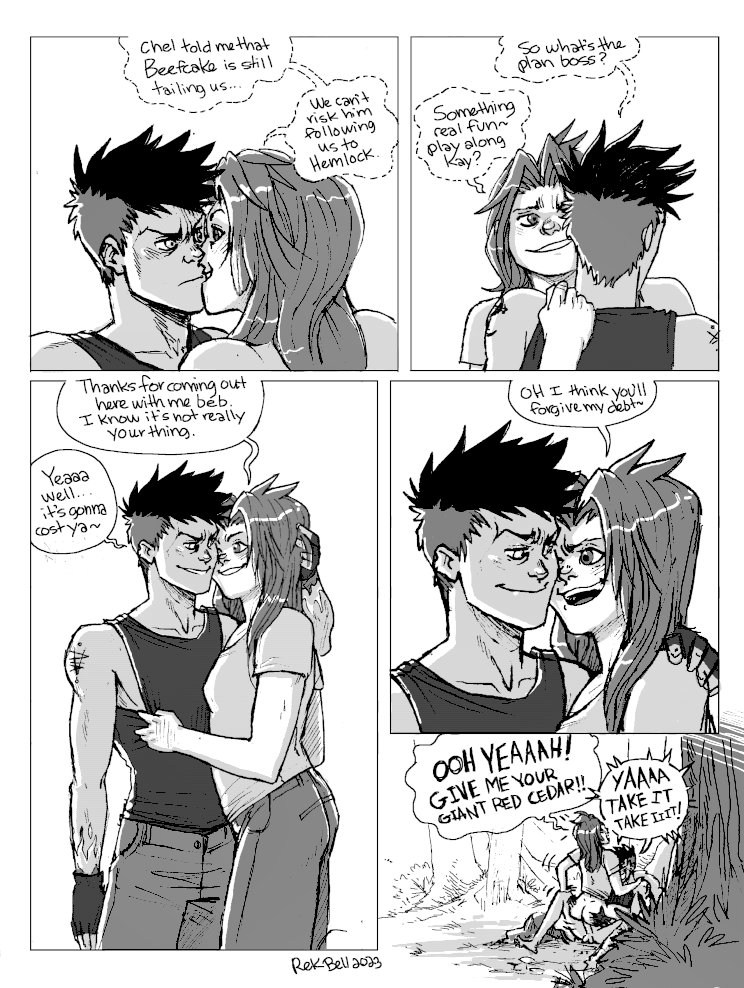 Chel told me that
Beefcake is still
tailing us...
We can't
risk him
following
us to
Hemlock.
So what's the
plan boss?
Something
real fun~
play along
Kay?
Thanks for coming out
here with me beb.
I know it's not really
your thing.
Yeaaa
well...
it's gonna
cost ya~
OH I think you'll
forgive my debt~
OOH YEAAAH!
GIVE ME YOUR
GIANT RED CEDAR!!
YAAAA
TAKE IT
TAKE IIIT!
Rek Bell 2023